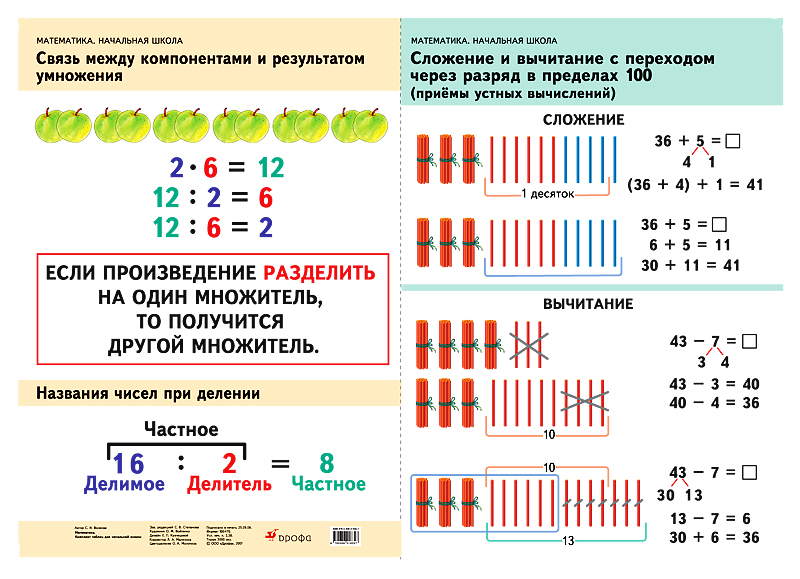 МАТЕМАТИКА. НАЧАЛЬНАЯ ШКОЛА
Связь между компонентами и результатом
умножения
2 · 6 = 12
12 : 2 = 6
12 : 6 = 2
ЕСЛИ ПРОИЗВЕДЕНИЕ РАЗДЕЛИТЬ
НА ОДИН МНОЖИТЕЛЬ,
ТО ПОЛУЧИТСЯ
ДРУГОЙ МНОЖИТЕЛЬ.
Названия чисел при делении
Частное
16 : 2 = 8
Делимое Делитель Частное
дрофа
МАТЕМАТИКА. НАЧАЛЬНАЯ ШКОЛА
Сложение и вычитание с переходом
через разряд в пределах 100
(приёмы устных вычислений)
СЛОЖЕНИЕ
36 + 5 = □
4 1
1 десяток
(36 + 4) + 1 = 41
36 + 5 = □
6 + 5 = 11
30 + 11 = 41
ВЫЧИТАНИЕ
43 − 7 = □
3 4
43 − 3 = 40
40 − 4 = 36
10
10
43 − 7 = □
30 13
13 − 7 = 6
30 + 6 = 36
13